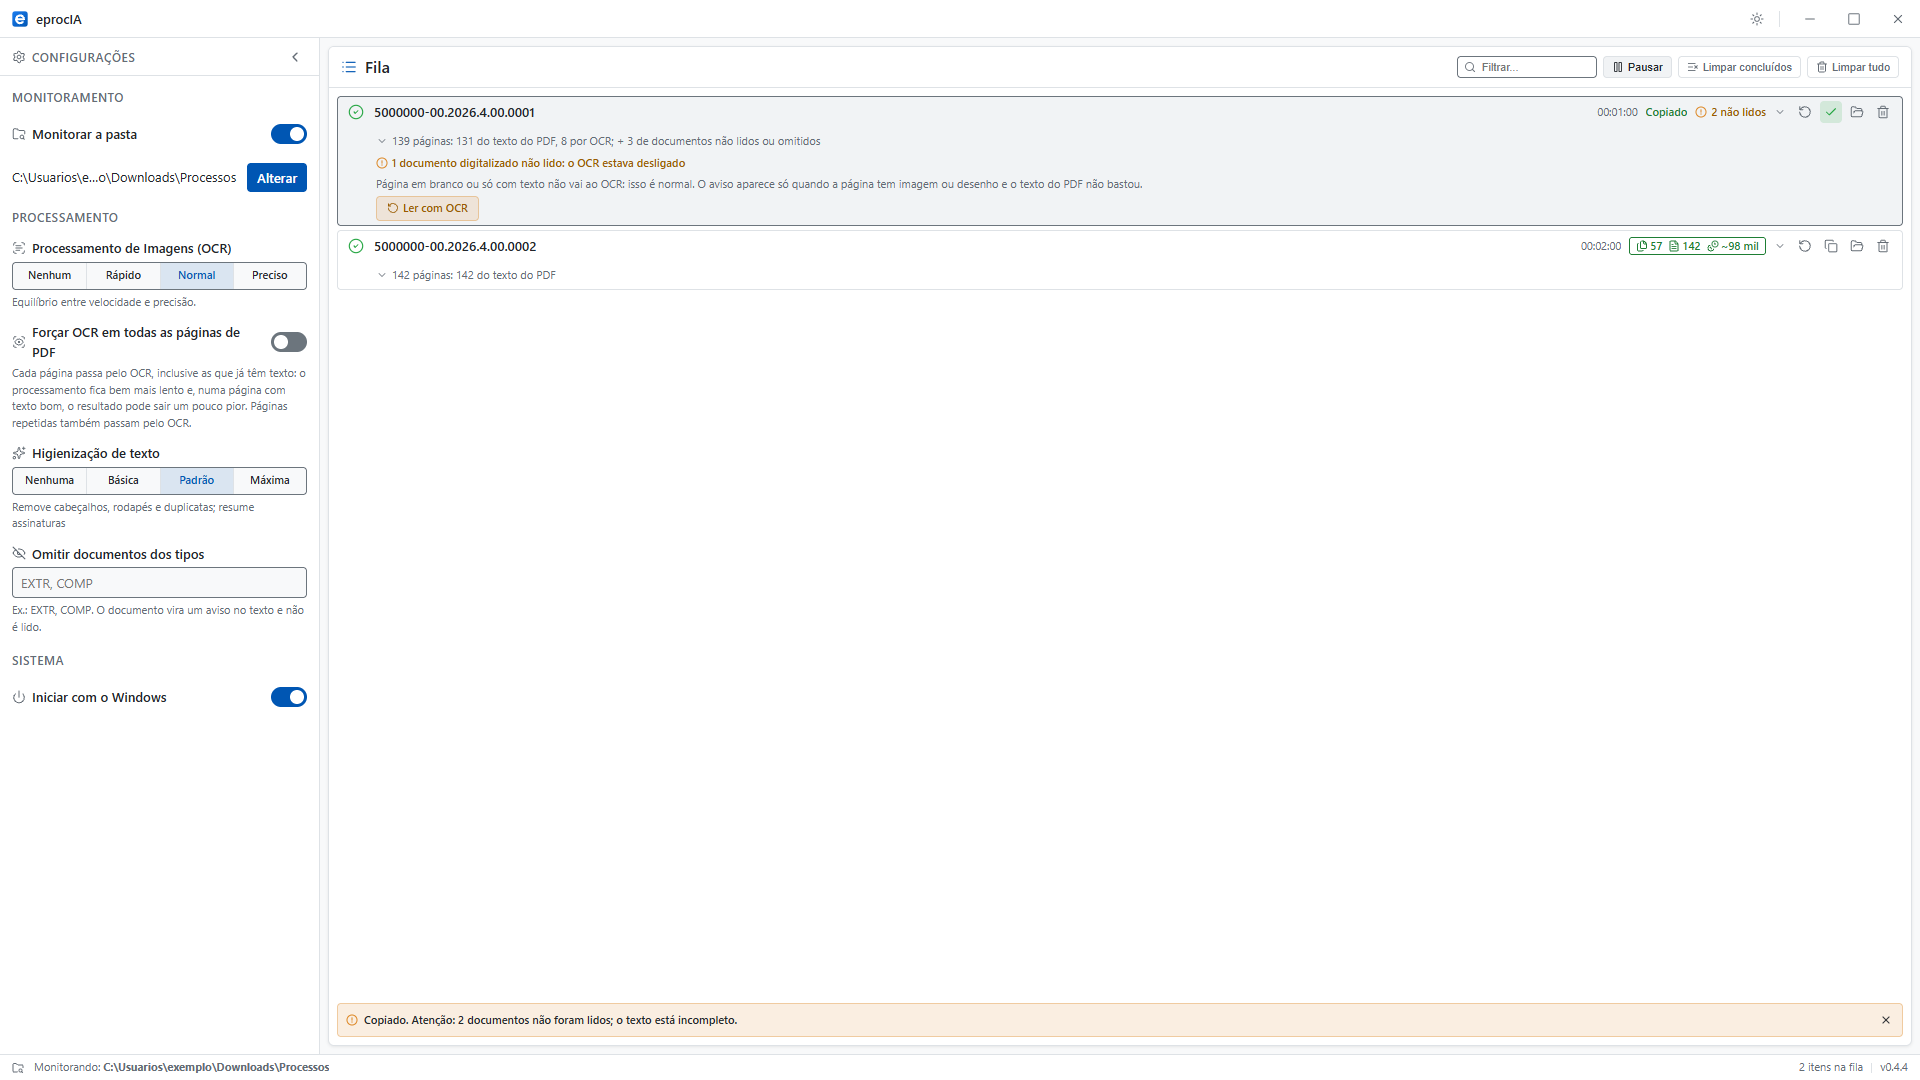 eprocIA
CONFIGURAÇÕES
MONITORAMENTO
Monitorar a pasta
C:\Usuarios\e...o\Downloads\Processos
Alterar
PROCESSAMENTO
Processamento de Imagens (OCR)
Nenhum Rápido Normal Preciso
Equilíbrio entre velocidade e precisão.
Forçar OCR em todas as páginas de
PDF
Cada página passa pelo OCR, inclusive as que já têm texto: o
processamento fica bem mais lento e, numa página com
texto bom, o resultado pode sair um pouco pior. Páginas
repetidas também passam pelo OCR.
Higienização de texto
Nenhuma Básica Padrão Máxima
Remove cabeçalhos, rodapés e duplicatas; resume
assinaturas
Omitir documentos dos tipos
EXTR, COMP
Ex.: EXTR, COMP. O documento vira um aviso no texto e não
é lido.
SISTEMA
Iniciar com o Windows
Fila
Filtrar...
Pausar
Limpar concluídos
Limpar tudo
5000000-00.2026.4.00.0001
00:01:00 Copiado 2 não lidos
139 páginas: 131 do texto do PDF, 8 por OCR; + 3 de documentos não lidos ou omitidos
1 documento digitalizado não lido: o OCR estava desligado
Página em branco ou só com texto não vai ao OCR: isso é normal. O aviso aparece só quando a página tem imagem ou desenho e o texto do PDF não bastou.
Ler com OCR
5000000-00.2026.4.00.0002
00:02:00 57 142 ~98 mil
142 páginas: 142 do texto do PDF
Copiado. Atenção: 2 documentos não foram lidos; o texto está incompleto.
Monitorando: C:\Usuarios\exemplo\Downloads\Processos
2 itens na fila v0.4.4